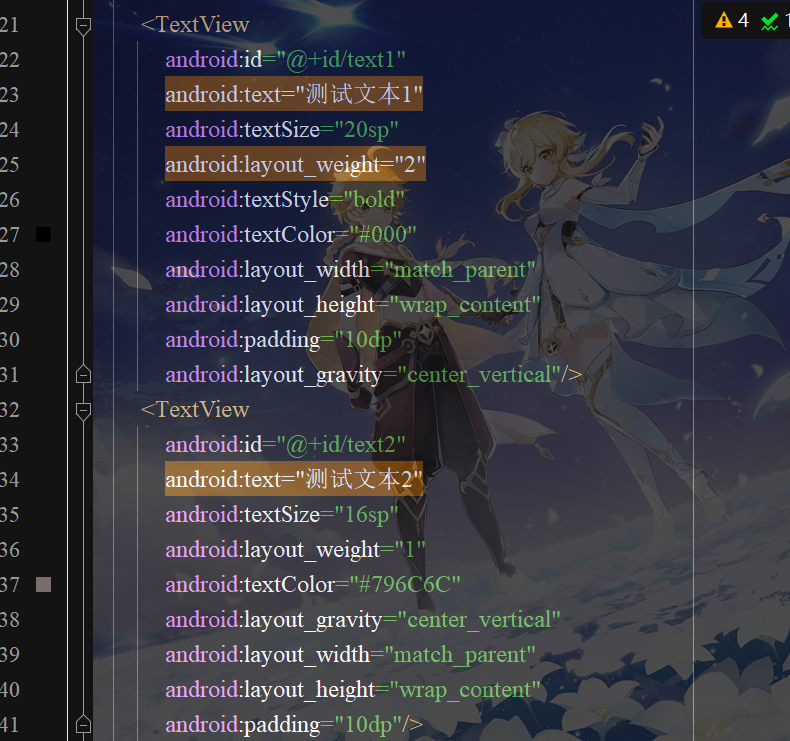 4 1
21 <TextView
22 android:id="@+id/text1"
23 android:text="测试文本1"
24 android:textSize="20sp"
25 android:layout_weight="2"
26 android:textStyle="bold"
27 android:textColor="#000"
28 android:layout_width="match_parent"
29 android:layout_height="wrap_content"
30 android:padding="10dp"
31 android:layout_gravity="center_vertical"/>
32 <TextView
33 android:id="@+id/text2"
34 android:text="测试文本2"
35 android:textSize="16sp"
36 android:layout_weight="1"
37 android:textColor="#796C6C"
38 android:layout_gravity="center_vertical"
39 android:layout_width="match_parent"
40 android:layout_height="wrap_content"
41 android:padding="10dp"/>